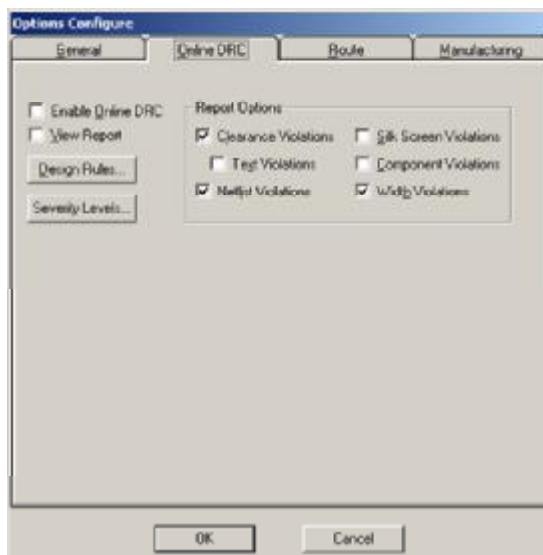 Options Configure
General Online DRC Route Manufacturing
Enable Online DRC
View Report
Design Rules...
Severity Levels...
Report Options
Clearance Violations Silk Screen Violations
Text Violations Component Violations
Netlist Violations Width Violations
OK Cancel